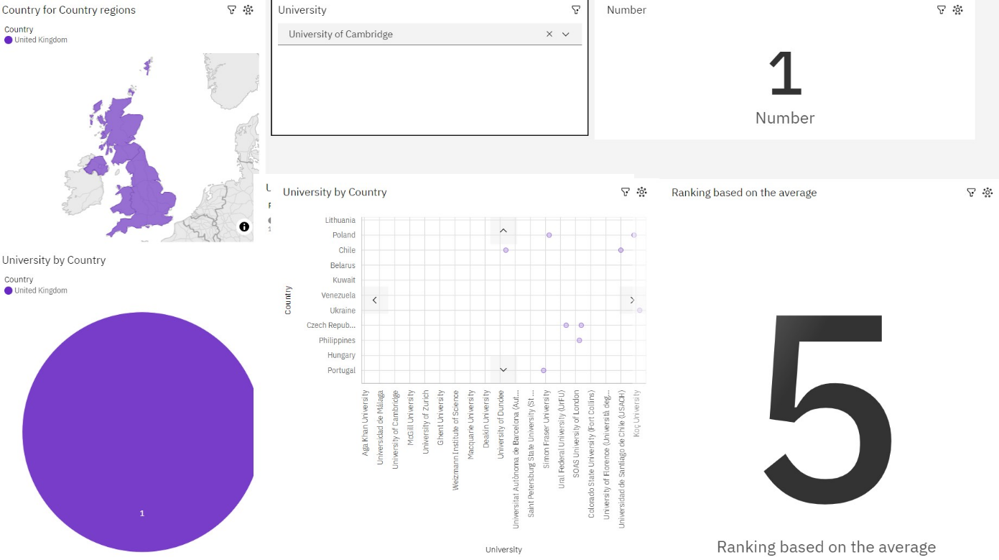 Country for Country regions
Country
United Kingdom
University by Country
Country
United Kingdom
1
University
University of Cambridge
Number
1
Number
University by Country
Country
Lithuania
Poland
Chile
Belarus
Kuwait
Venezuela
Ukraine
Czech Repub...
Philippines
Hungary
Portugal
Aga Khan University
Universidad de Málaga
University of Cambridge
McGill University
University of Zurich
Ghent University
Weizmann Institute of Science
Macquarie University
Deakin University
University of Dundee
Universitat Autònoma de Barcelona (Aut...
Saint Petersburg State University (St ...
Simon Fraser University
Ural Federal University (UrFU)
SOAS University of London
Colorado State University (Fort Collins)
University of Florence (Università deg...
Universidad de Santiago de Chile (USACH)
Koç University
University
Ranking based on the average
5
Ranking based on the average